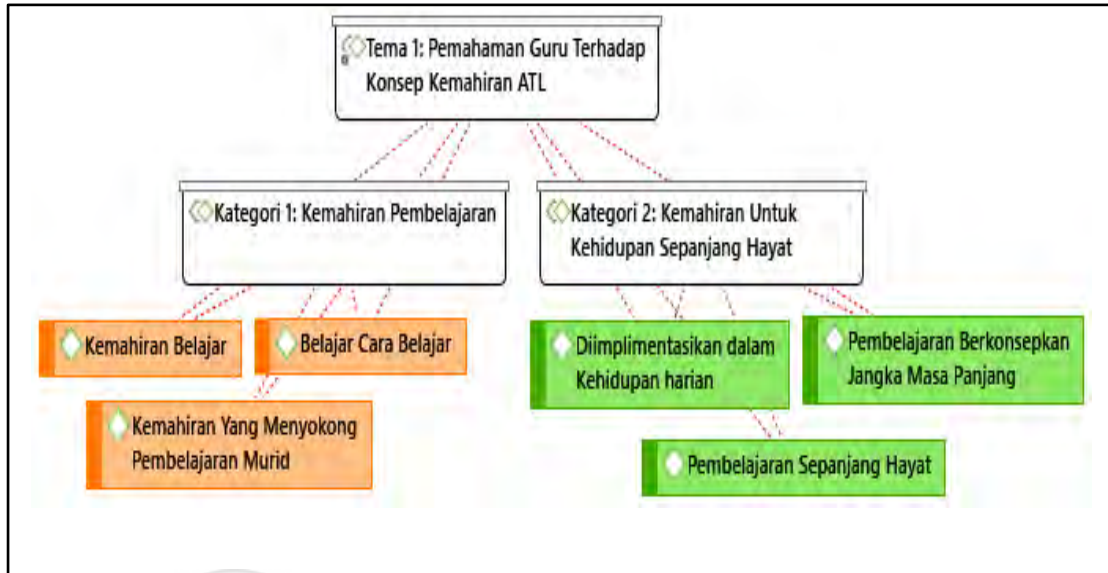 Tema 1: Pemahaman Guru Terhadap
Konsep Kemahiran ATL
Kategori 1: Kemahiran Pembelajaran
Kategori 2: Kemahiran Untuk
Kehidupan Sepanjang Hayat
Kemahiran Belajar
Belajar Cara Belajar
Kemahiran Yang Menyokong
Pembelajaran Murid
Diimplimentasikan dalam
Kehidupan harian
Pembelajaran Berkonsepkan
Jangka Masa Panjang
Pembelajaran Sepanjang Hayat